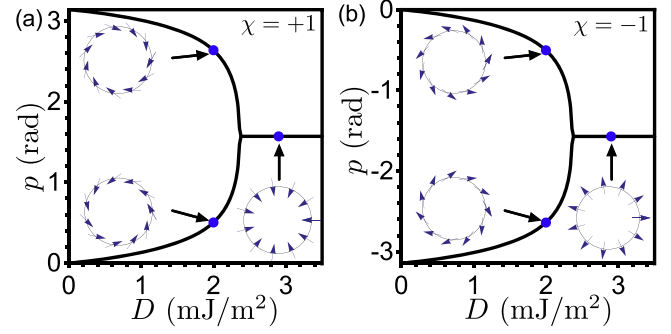 (a)
χ = +1
3
2
1
0
p (rad)
0
1
2
3
D (mJ/m²)
(b)
χ = −1
0
-1
-2
-3
p (rad)
0
1
2
3
D (mJ/m²)